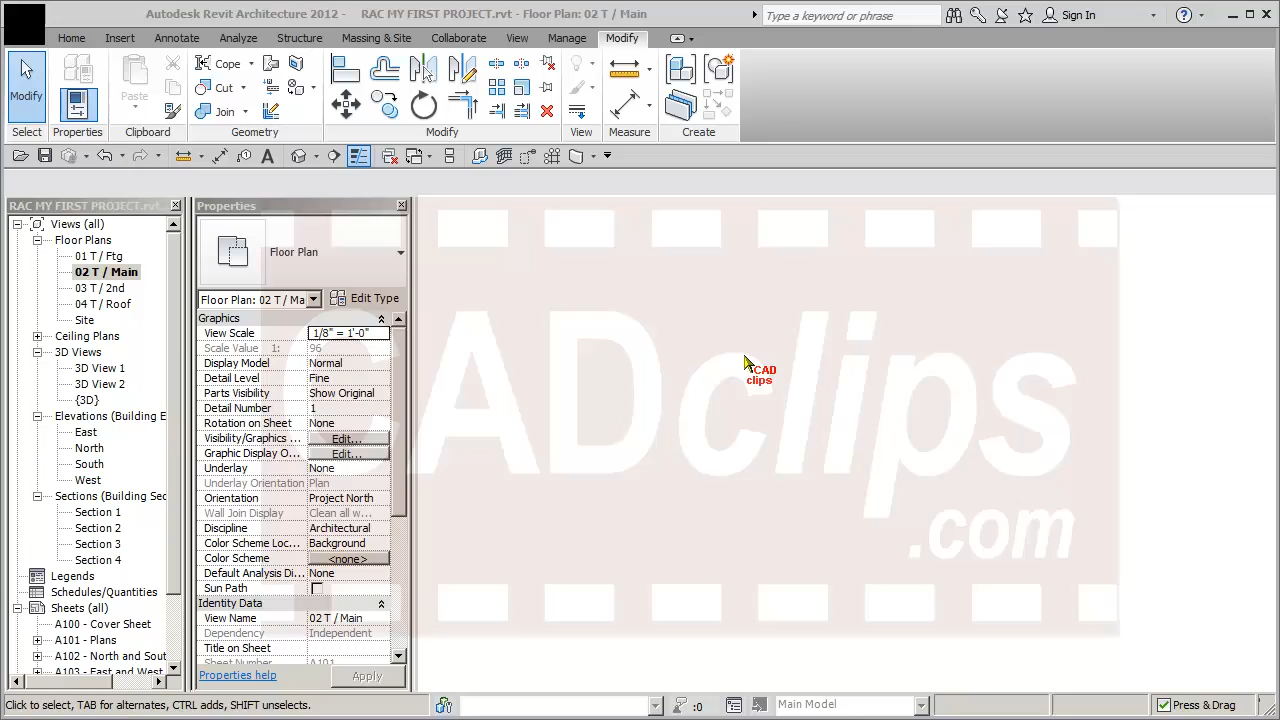 Autodesk Revit Architecture 2012 - RAC MY FIRST PROJECT.rvt - Floor Plan: 02 T / Main
Type a keyword or phrase
Sign In
Home Insert Annotate Analyze Structure Massing & Site Collaborate View Manage Modify
Modify
Paste
Cope
Cut
Join
Select Properties Clipboard Geometry Modify View Measure Create
RAC MY FIRST PROJECT.rvt...
Views (all)
Floor Plans
01 T / Ftg
02 T / Main
03 T / 2nd
04 T / Roof
Site
Ceiling Plans
3D Views
3D View 1
3D View 2
{3D}
Elevations (Building E
East
North
South
West
Sections (Building Sec
Section 1
Section 2
Section 3
Section 4
Legends
Schedules/Quantities
Sheets (all)
A100 - Cover Sheet
A101 - Plans
A102 - North and Sout
A103 - East and West
Properties
Floor Plan
Floor Plan: 02 T / Ma
Edit Type
Graphics
View Scale 1/8" = 1'-0"
Scale Value 1: 96
Display Model Normal
Detail Level Fine
Parts Visibility Show Original
Detail Number 1
Rotation on Sheet None
Visibility/Graphics ... Edit...
Graphic Display O... Edit...
Underlay None
Underlay Orientation Plan
Orientation Project North
Wall Join Display Clean all w...
Discipline Architectural
Color Scheme Loc... Background
Color Scheme <none>
Default Analysis Di... None
Sun Path
Identity Data
View Name 02 T / Main
Dependency Independent
Title on Sheet
Sheet Number A101
Properties help
Apply
CADclips
.com
CAD
clips
Click to select, TAB for alternates, CTRL adds, SHIFT unselects.
:0
Main Model
Press & Drag